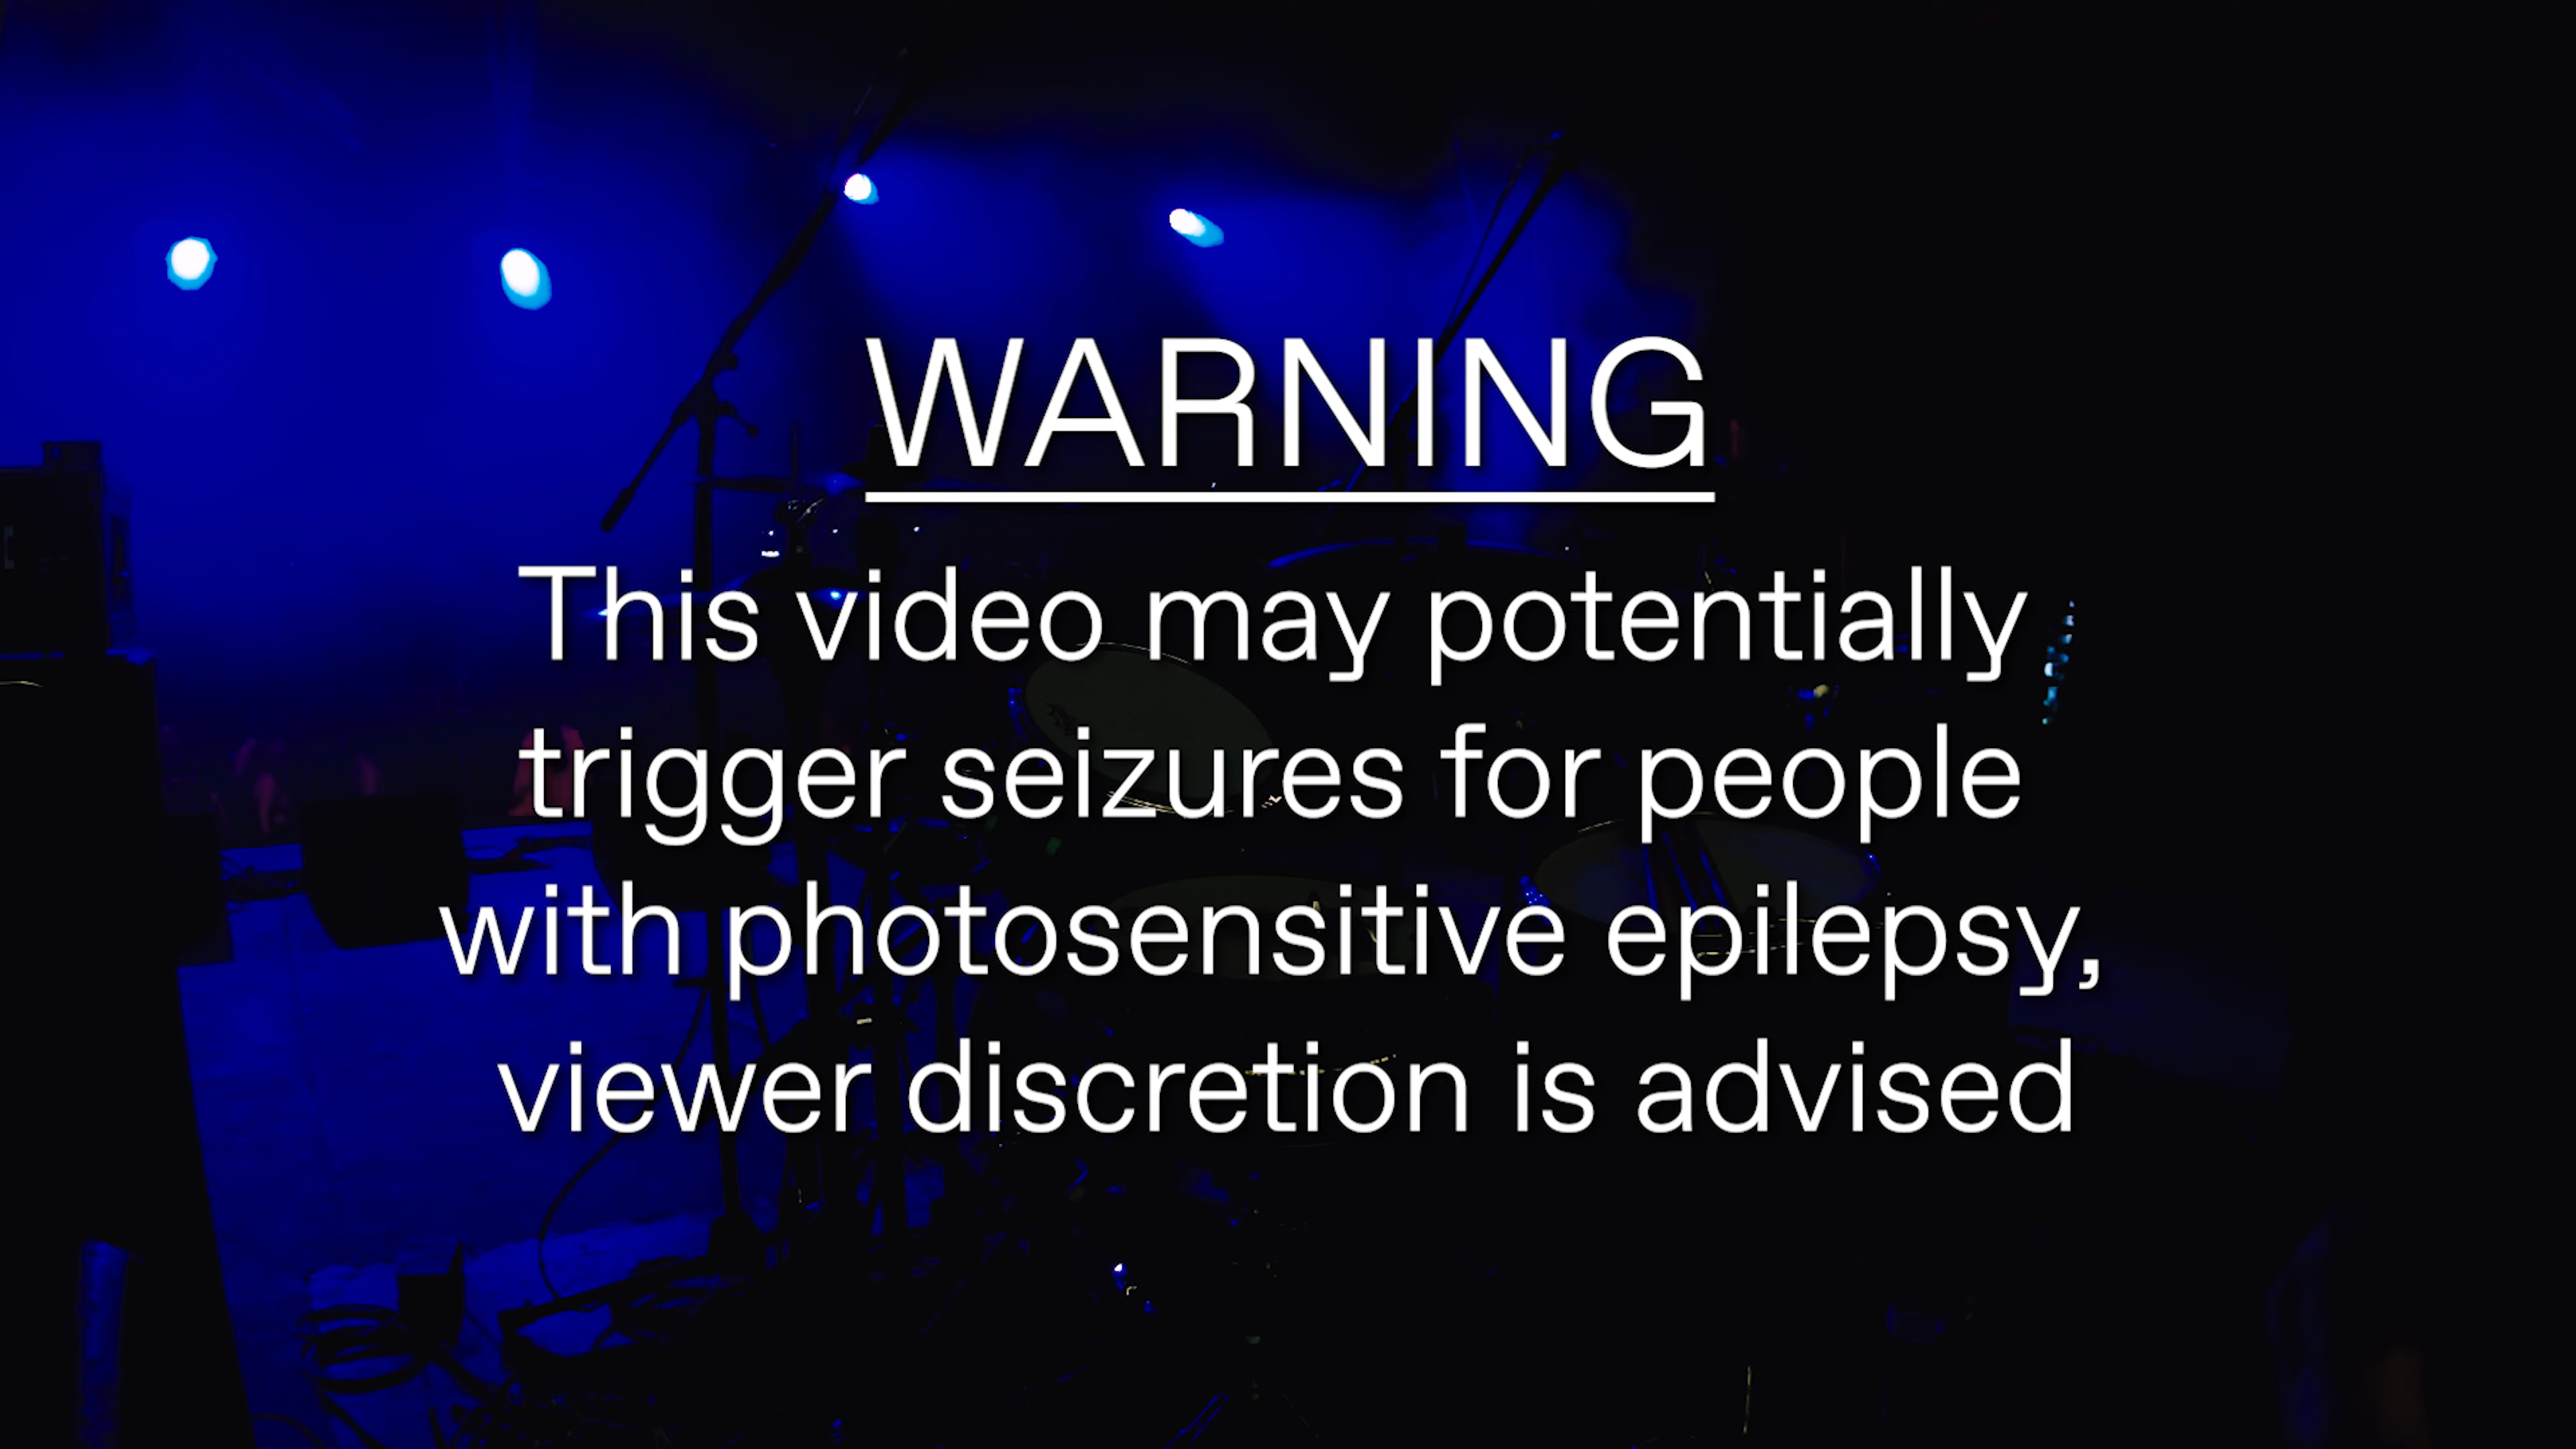 WARNING
This video may potentially
trigger seizures for people
with photosensitive epilepsy,
viewer discretion is advised